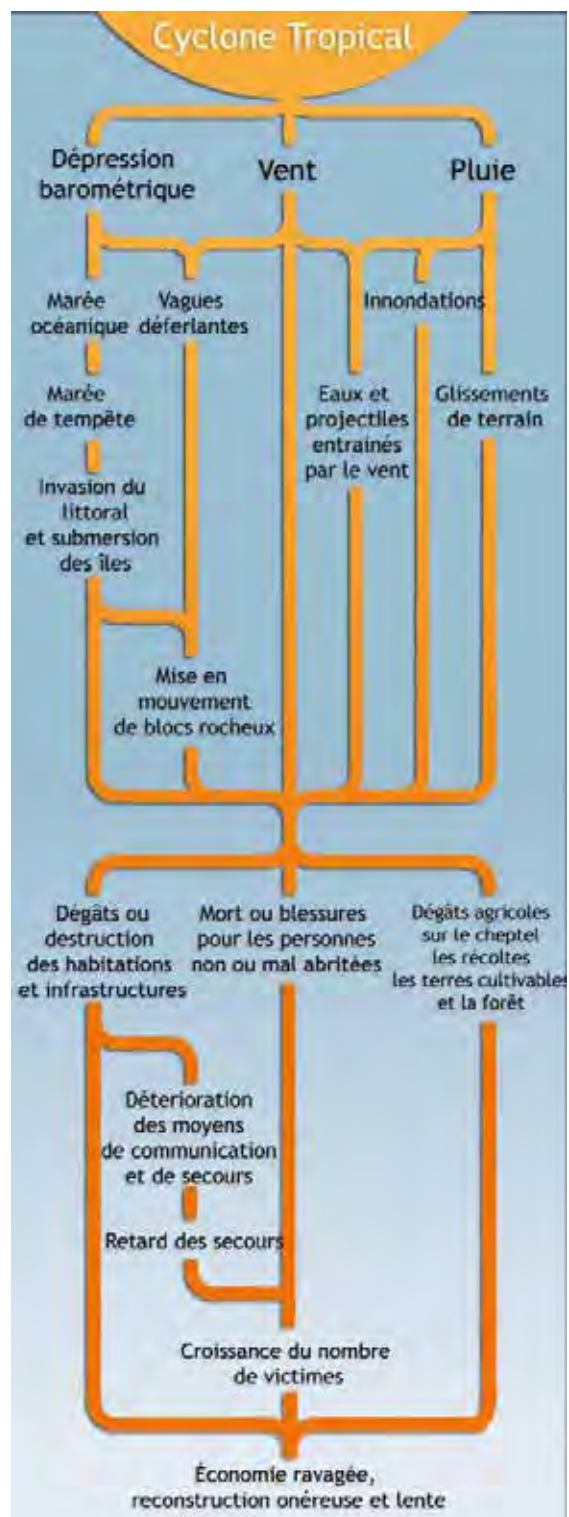 Cyclone Tropical
Dépression
barométrique
Vent
Pluie
Marée
océanique
Vagues
déferlantes
Innondations
Marée
de tempête
Eaux et
projectiles
entrainés
par le vent
Glissements
de terrain
Invasion du
littoral
et submersion
des îles
Mise en
mouvement
de blocs rocheux
Dégâts ou
destruction
des habitations
et infrastructures
Mort ou blessures
pour les personnes
non ou mal abritées
Dégâts agricoles
sur le cheptel
les récoltes
les terres cultivables
et la forêt
Déterioration
des moyens
de communication
et de secours
Retard des secours
Croissance du nombre
de victimes
Économie ravagée,
reconstruction onéreuse et lente